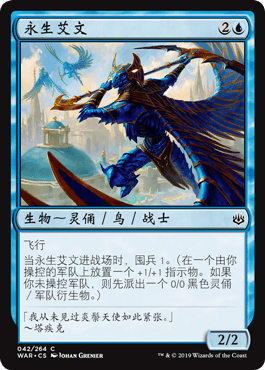 永生艾文 2
生物～灵俑／鸟／战士
飞行
当永生艾文进战场时，囤兵 1。（在一个由你
操控的军队上放置一个 +1/+1 指示物。如果
你未操控军队，则先派出一个 0/0 黑色灵俑
／军队衍生物。）
「我从未见过炎誓天使如此紧张。」
～塔疾克
2/2
042/264 C
WAR • CS JOHAN GRENIER
™ & © 2019 Wizards of the Coast